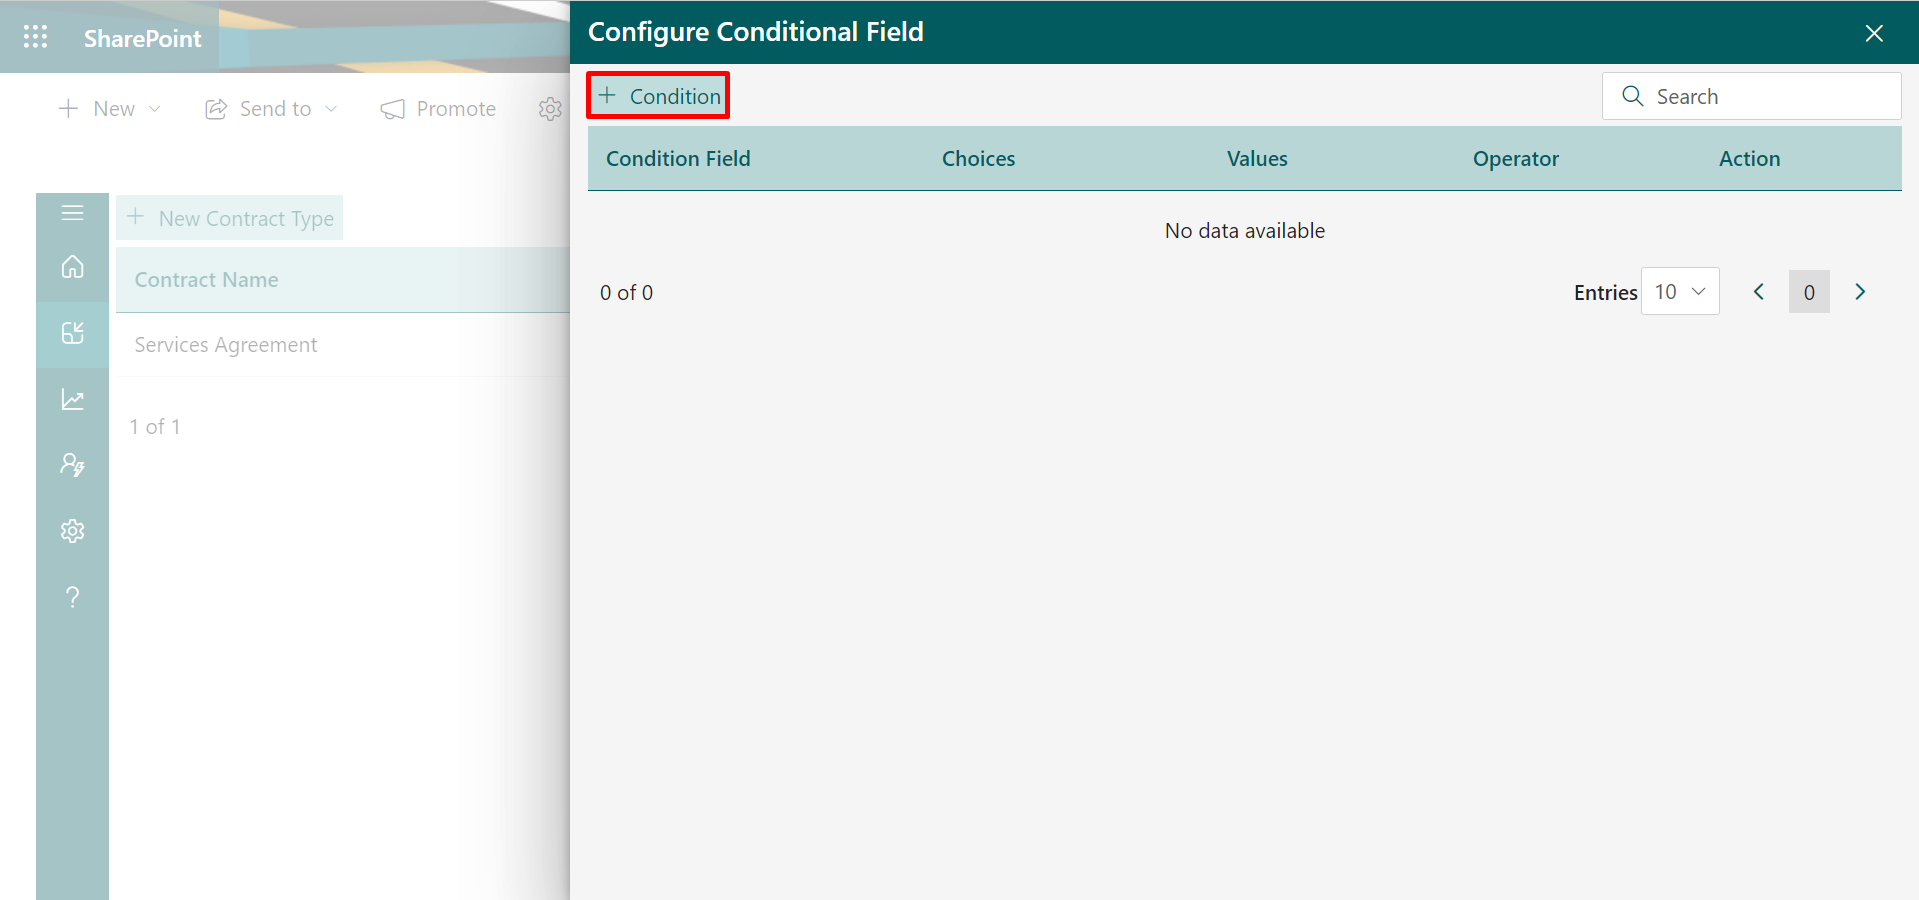 SharePoint
New
Send to
Promote
New Contract Type
Contract Name
Services Agreement
1 of 1
Configure Conditional Field
Condition
Search
Condition Field Choices Values Operator Action
No data available
0 of 0
Entries 10 0